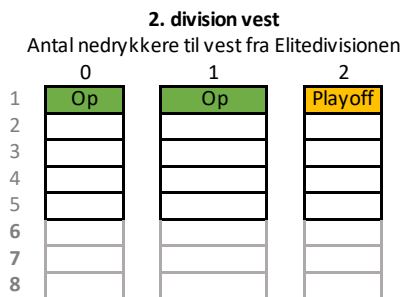 2. division vest
Antal nedrykkere til vest fra Elitedivisionen
0 1 2
1 Op Op Playoff
2
3
4
5
6
7
8